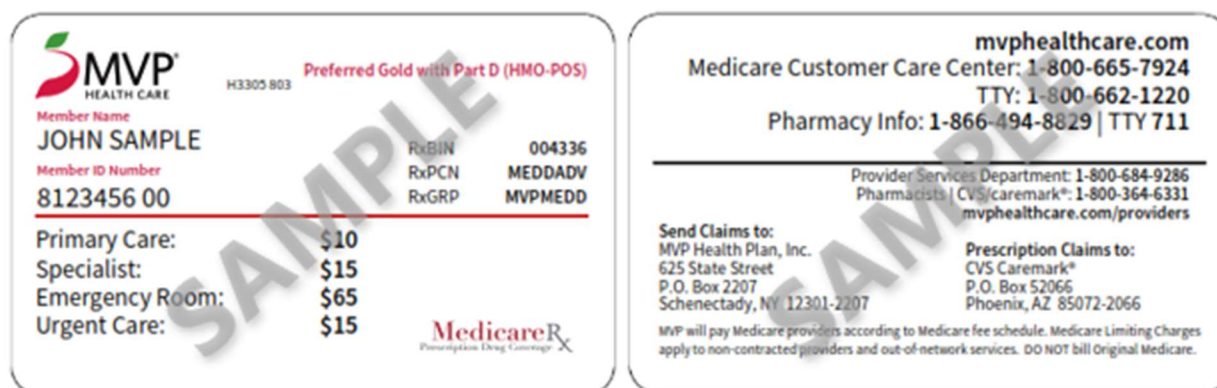 MVP®
HEALTH CARE
H3305 803
Preferred Gold with Part D (HMO-POS)
Member Name
JOHN SAMPLE
Member ID Number
8123456 00
RxBIN 004336
RxPCN MEDDADV
RxGRP MVPMEDD
Primary Care: $10
Specialist: $15
Emergency Room: $65
Urgent Care: $15
MedicareRx
Prescription Drug Coverage
SAMPLE
mvphealthcare.com
Medicare Customer Care Center: 1-800-665-7924
TTY: 1-800-662-1220
Pharmacy Info: 1-866-494-8829 | TTY 711
Provider Services Department: 1-800-684-9286
Pharmacists | CVS/caremark®: 1-800-364-6331
mvphealthcare.com/providers
Send Claims to:
MVP Health Plan, Inc.
625 State Street
P.O. Box 2207
Schenectady, NY 12301-2207
Prescription Claims to:
CVS Caremark®
P.O. Box 52066
Phoenix, AZ 85072-2066
MVP will pay Medicare providers according to Medicare fee schedule. Medicare Limiting Charges
apply to non-contracted providers and out-of-network services. DO NOT bill Original Medicare.
SAMPLE